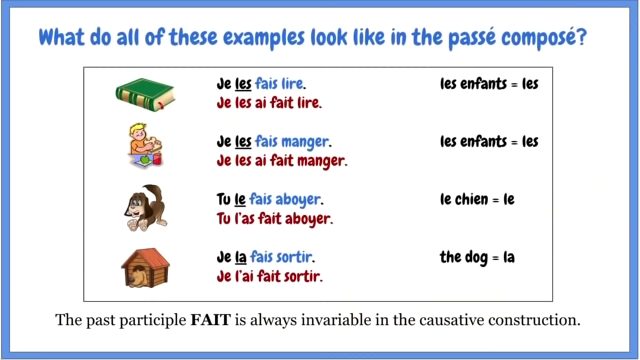 What do all of these examples look like in the passé composé?
Je les fais lire. les enfants = les
Je les ai fait lire.
Je les fais manger. les enfants = les
Je les ai fait manger.
Tu le fais aboyer. le chien = le
Tu l'as fait aboyer.
Je la fais sortir. the dog = la
Je l'ai fait sortir.
The past participle FAIT is always invariable in the causative construction.